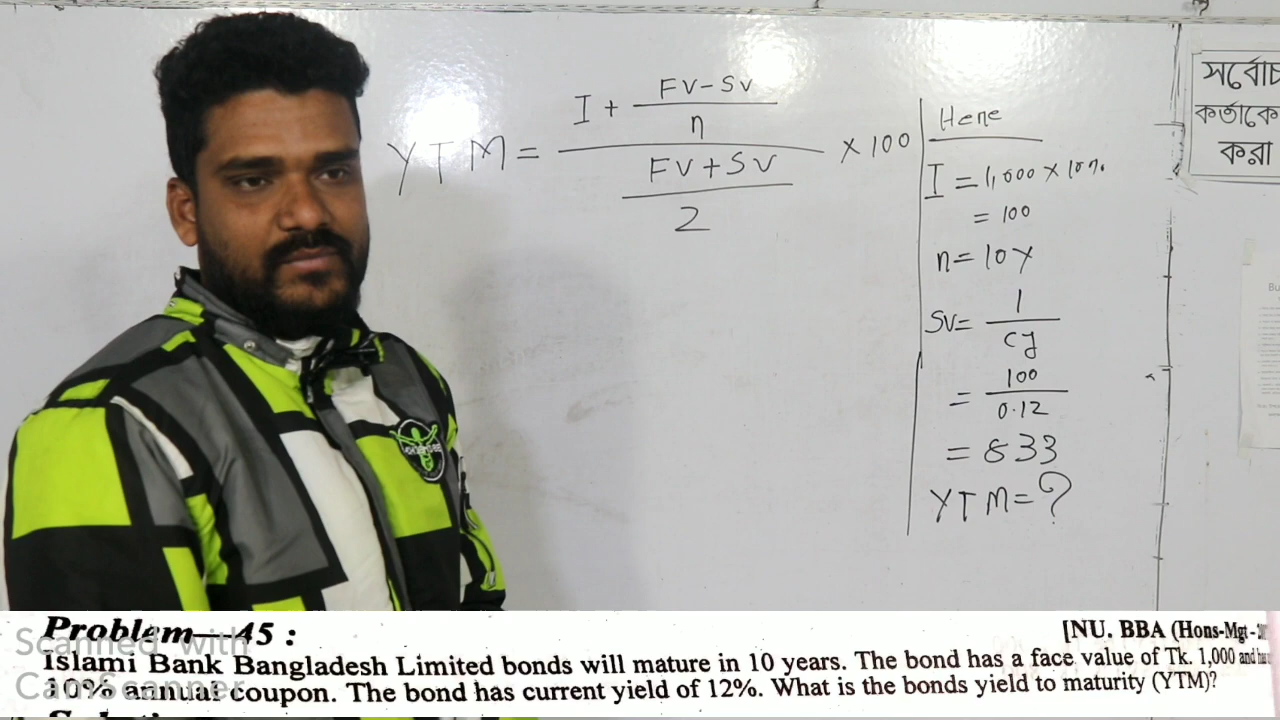 YTM = (I + (FV-SV)/n) / ((FV+SV)/2) × 100
Here
I = 1,000 × 10%
= 100
n = 10 Y
SV = I/cy
= 100/0.12
= 833
YTM = ?
সর্বোচ
কর্তাকে
করা
Bu
Problem—45 :
[NU. BBA (Hons-Mgt-
Islami Bank Bangladesh Limited bonds will mature in 10 years. The bond has a face value of Tk. 1,000 and
10% annual coupon. The bond has current yield of 12%. What is the bonds yield to maturity (YTM)?
Scanned with
CamScanner